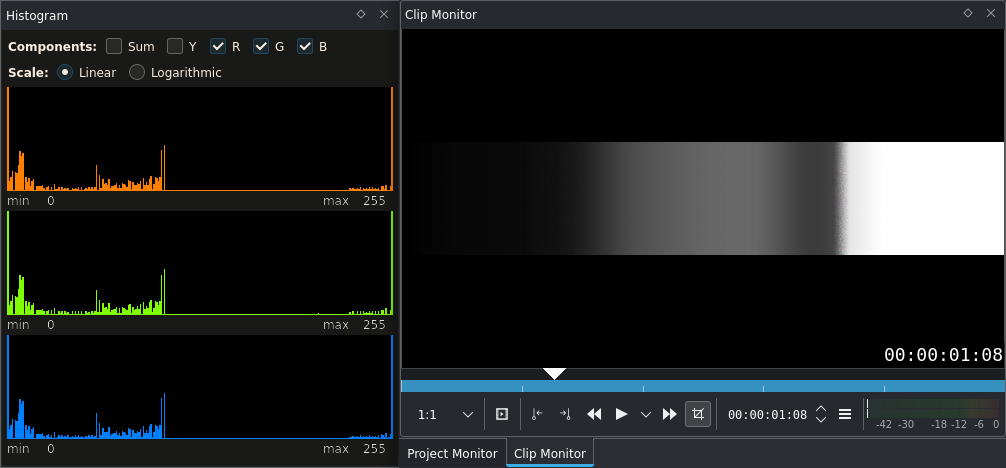 Histogram
Components: Sum Y R G B
Scale: Linear Logarithmic
min 0 max 255
min 0 max 255
min 0 max 255
Clip Monitor
00:00:01:08
1:1 00:00:01:08 -42 -30 -18 -12 -6 0
Project Monitor Clip Monitor